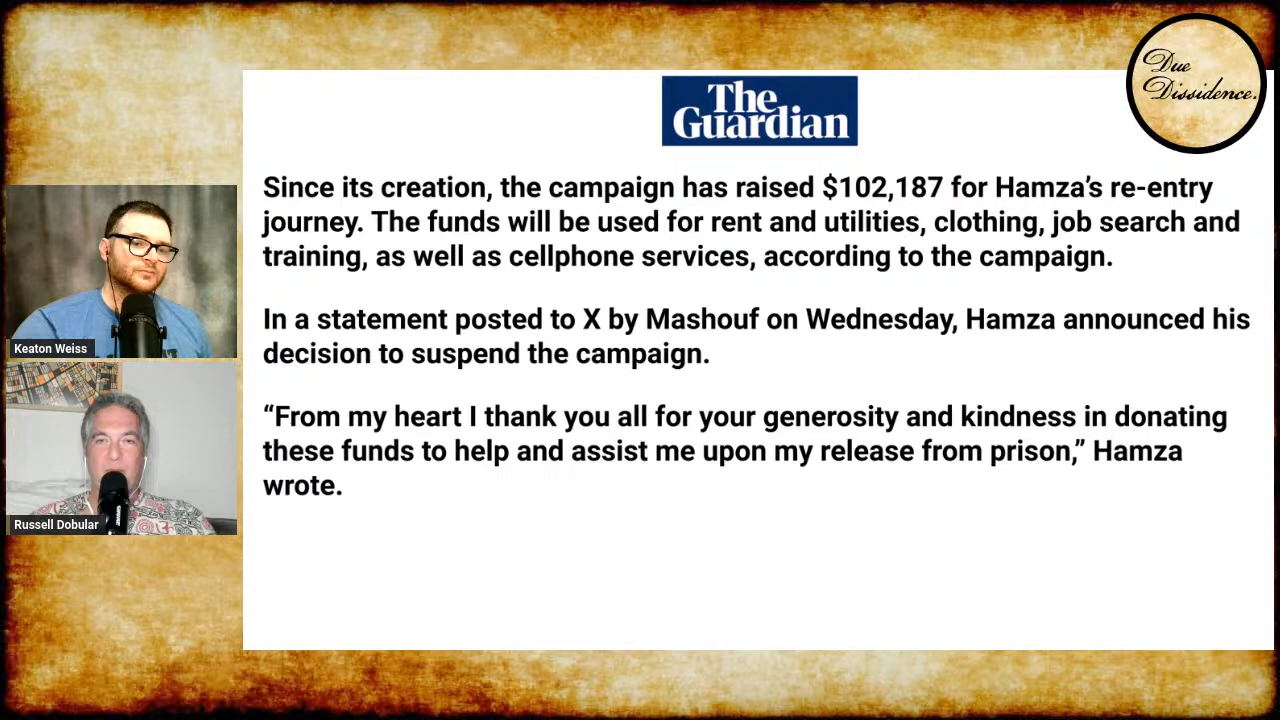 Due
Dissidence.
The
Guardian
Since its creation, the campaign has raised $102,187 for Hamza’s re-entry
journey. The funds will be used for rent and utilities, clothing, job search and
training, as well as cellphone services, according to the campaign.
In a statement posted to X by Mashouf on Wednesday, Hamza announced his
decision to suspend the campaign.
“From my heart I thank you all for your generosity and kindness in donating
these funds to help and assist me upon my release from prison,” Hamza
wrote.
Keaton Weiss
Russell Dobular